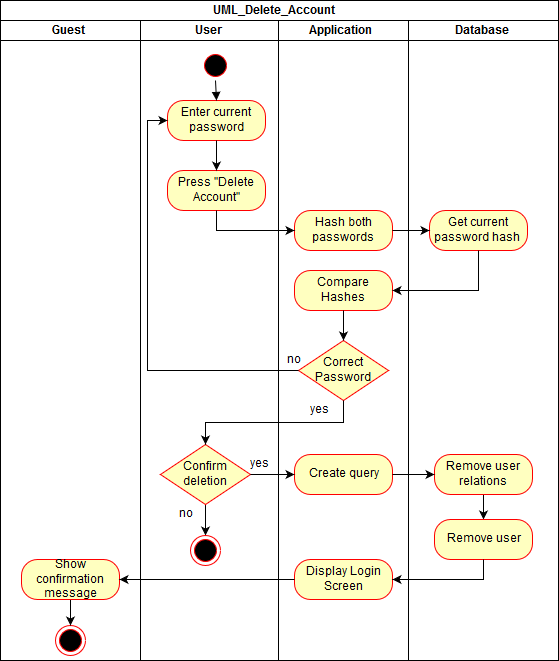 UML_Delete_Account
Guest
User
Application
Database
Enter current
password
Press "Delete
Account"
Hash both
passwords
Get current
password hash
Compare
Hashes
Correct
Password
no
yes
Confirm
deletion
yes
no
Create query
Remove user
relations
Remove user
Display Login
Screen
Show
confirmation
message